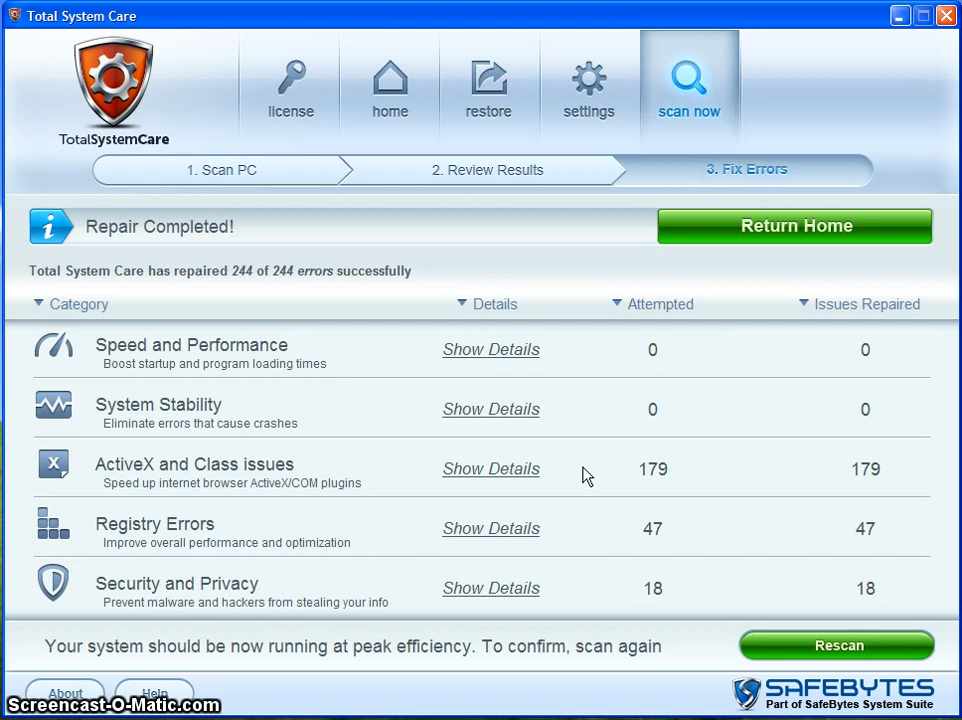 Total System Care
license
home
restore
settings
scan now
TotalSystemCare
1. Scan PC
2. Review Results
3. Fix Errors
i
Repair Completed!
Return Home
Total System Care has repaired 244 of 244 errors successfully
Category
Details
Attempted
Issues Repaired
Speed and Performance
Boost startup and program loading times
Show Details
0
0
System Stability
Eliminate errors that cause crashes
Show Details
0
0
X
ActiveX and Class issues
Speed up internet browser ActiveX/COM plugins
Show Details
179
179
Registry Errors
Improve overall performance and optimization
Show Details
47
47
Security and Privacy
Prevent malware and hackers from stealing your info
Show Details
18
18
Your system should be now running at peak efficiency. To confirm, scan again
Rescan
About
Help
SAFEBYTES
Part of SafeBytes System Suite
Screencast-O-Matic.com